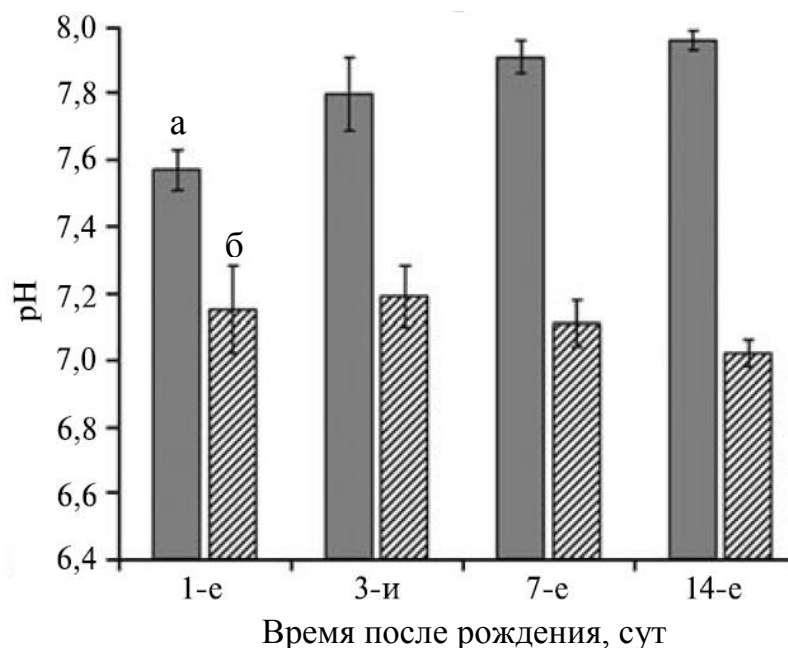 8,0
7,8
7,6
7,4
7,2
7,0
6,8
6,6
6,4
pH
а
б
1-е 3-и 7-е 14-е
Время после рождения, сут